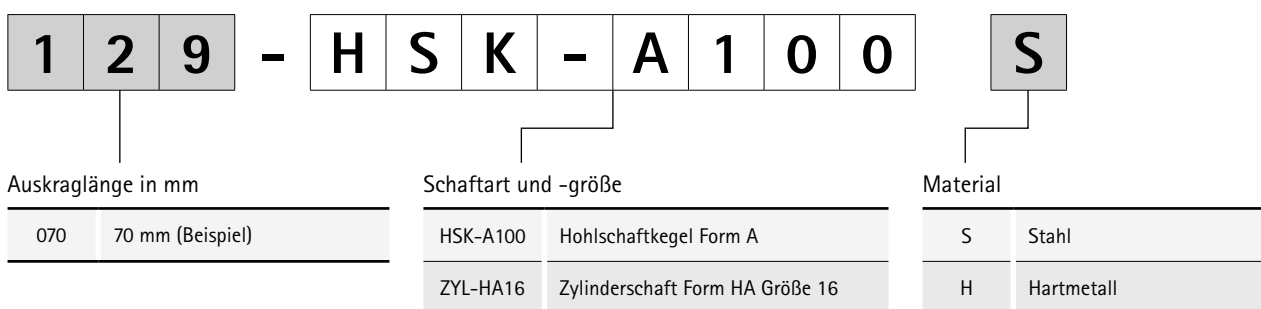 129-HSK-A100 S
Auskraglänge in mm
070 70 mm (Beispiel)
Schaftart und -größe
HSK-A100 Hohlschaftkegel Form A
ZYL-HA16 Zylinderschaft Form HA Größe 16
Material
S Stahl
H Hartmetall